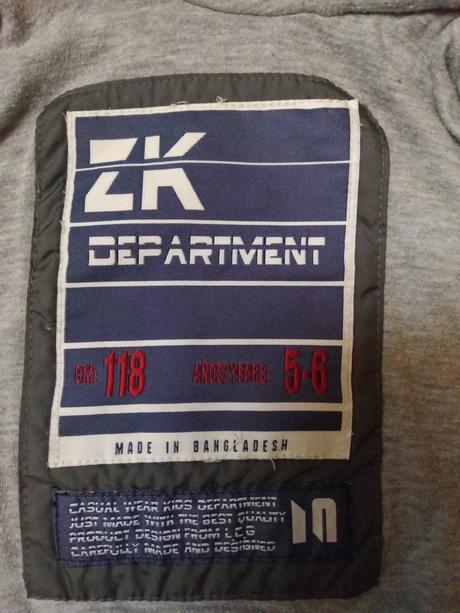 ZK
DEPARTMENT
CM: 118 AÑOS/YEARS: 5-6
MADE IN BANGLADESH
CASUAL WEAR KIDS DEPARTMENT
JUST MADE WITH THE BEST QUALITY
PRODUCT DESIGN FROM L C G
CAREFULLY MADE AND DESIGNED